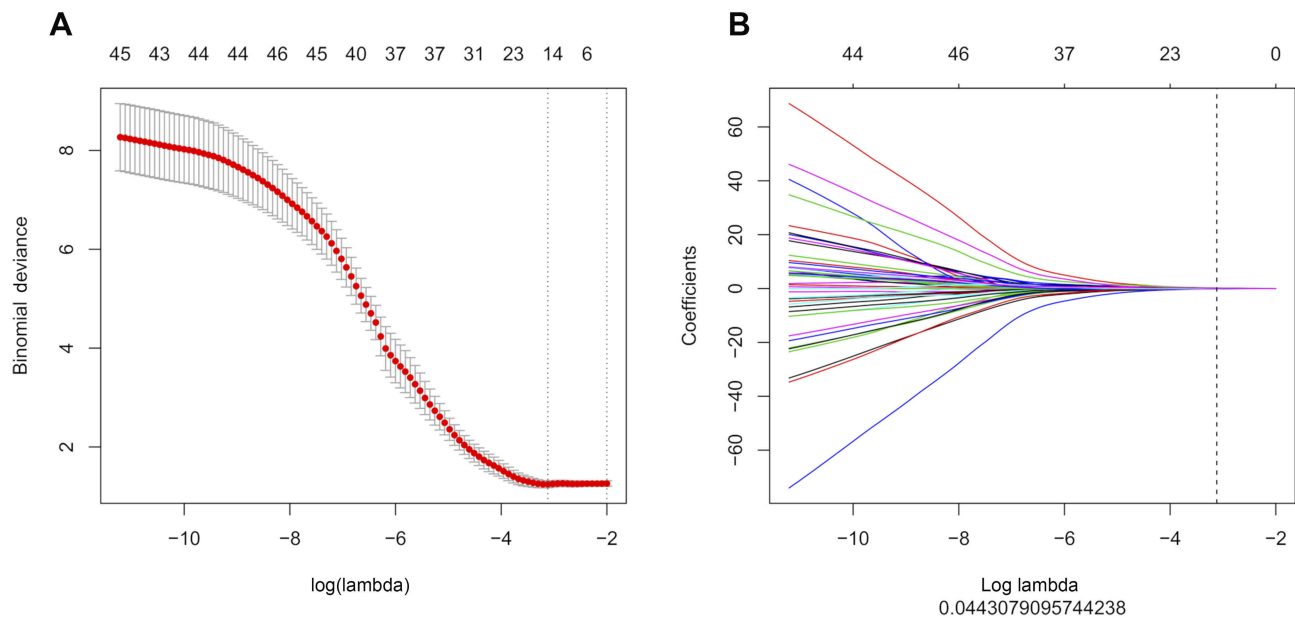 A
45 43 44 44 46 45 40 37 37 31 23 14 6
8
6
4
2
Binomial deviance
−10 −8 −6 −4 −2
log(lambda)
B
44 46 37 23 0
60
40
20
0
−20
−40
−60
Coefficients
−10 −8 −6 −4 −2
Log lambda
0.0443079095744238